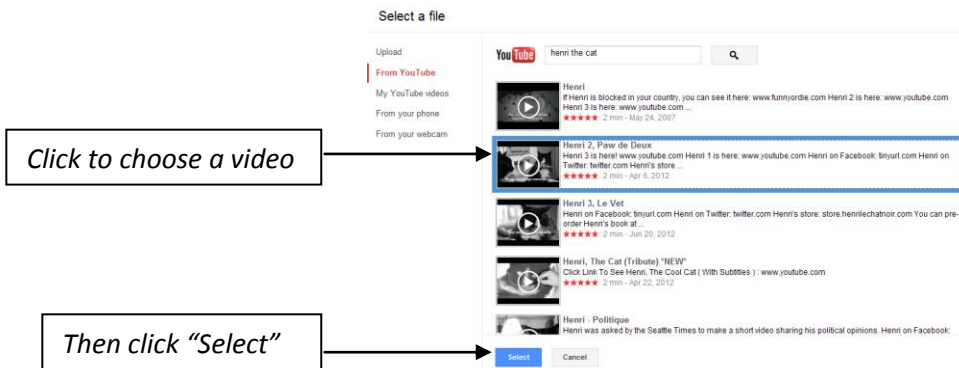 Select a file
Upload
From YouTube
My YouTube videos
From your phone
From your webcam
YouTube
henri the cat
Henri
If Henri is blocked in your country, you can see it here: www.funnyordie.com Henri 2 is here: www.youtube.com
Henri 3 is here: www.youtube.com ...
2 min - May 24, 2007
Click to choose a video
Henri 2, Paw de Deux
Henri 3 is here! www.youtube.com Henri 1 is here: www.youtube.com Henri on Facebook: tinyurl.com Henri on
Twitter: twitter.com Henri's store ...
2 min - Apr 6, 2012
Henri 3, Le Vet
Henri on Facebook: tinyurl.com Henri on Twitter: twitter.com Henri's store: store.henrilechatnoir.com You can pre-
order Henri's book at ...
2 min - Jun 20, 2012
Henri, The Cat (Tribute) *NEW*
Click Link To See Henri, The Cool Cat ( With Subtitles ) : www.youtube.com
2 min - Apr 22, 2012
Henri - Politique
Henri was asked by the Seattle Times to make a short video sharing his political opinions. Henri on Facebook:
Then click “Select”
Select
Cancel